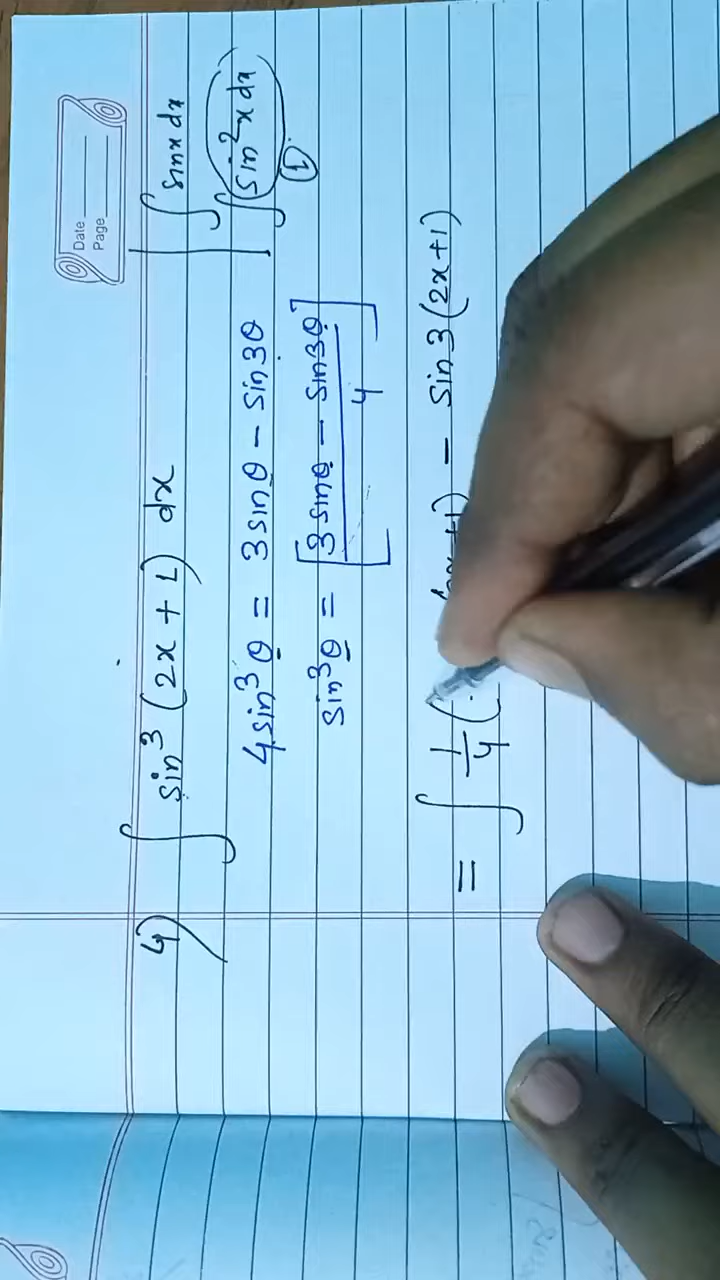 Date
Page
4) ∫ sin³ (2x + 1) dx
∫ sinx dx
∫ sin²x dx
①
4sin³θ = 3sinθ − sin3θ
sin³θ = [3sinθ − sin3θ / 4]
= ∫ 1/4 ( − sin3(2x+1)